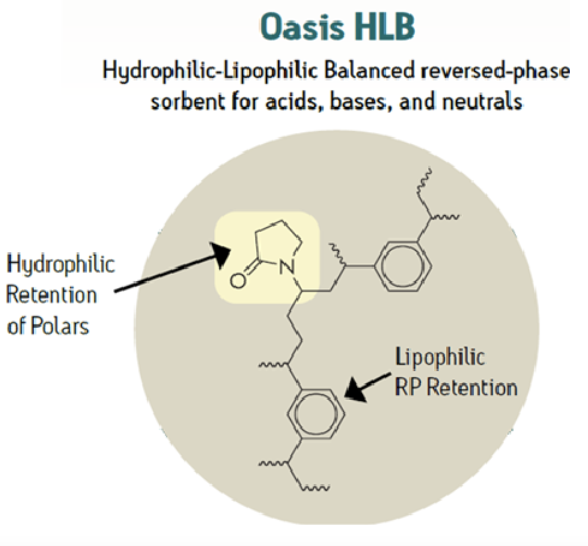 Oasis HLB
Hydrophilic-Lipophilic Balanced reversed-phase
sorbent for acids, bases, and neutrals
Hydrophilic
Retention
of Polars
O
N
Lipophilic
RP Retention